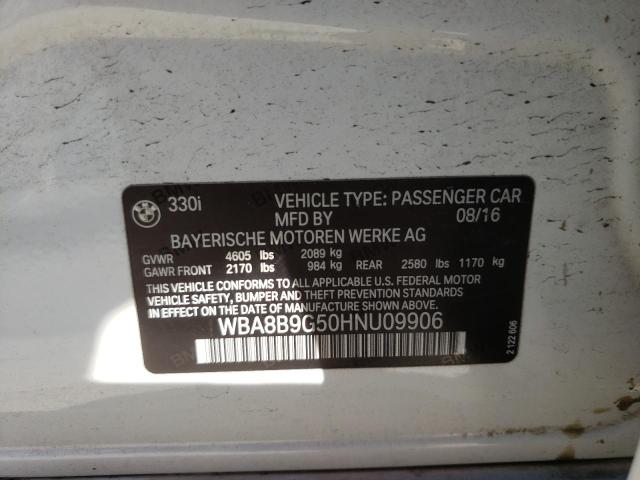 BMW 330i VEHICLE TYPE: PASSENGER CAR
MFD BY 08/16
BAYERISCHE MOTOREN WERKE AG
GVWR 4605 lbs 2089 kg
GAWR FRONT 2170 lbs 984 kg REAR 2580 lbs 1170 kg
THIS VEHICLE CONFORMS TO ALL APPLICABLE U.S. FEDERAL MOTOR
VEHICLE SAFETY, BUMPER AND THEFT PREVENTION STANDARDS
IN EFFECT ON THE DATE OF MANUFACTURE SHOWN ABOVE.
WBA8B9G50HNU09906
2 122 606